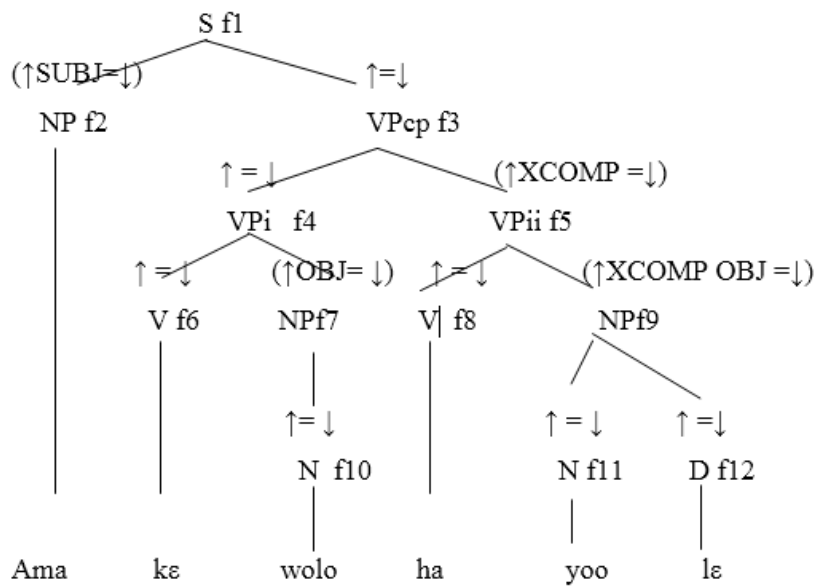 S f1
(↑SUBJ=↓) ↑=↓
NP f2 VPcp f3
↑ = ↓ (↑XCOMP =↓)
VPi f4 VPii f5
↑ = ↓ (↑OBJ= ↓) ↑ = ↓ (↑XCOMP OBJ =↓)
V f6 NPf7 V f8 NPf9
↑= ↓ ↑ = ↓ ↑ =↓
N f10 N f11 D f12
Ama kɛ wolo ha yoo lɛ